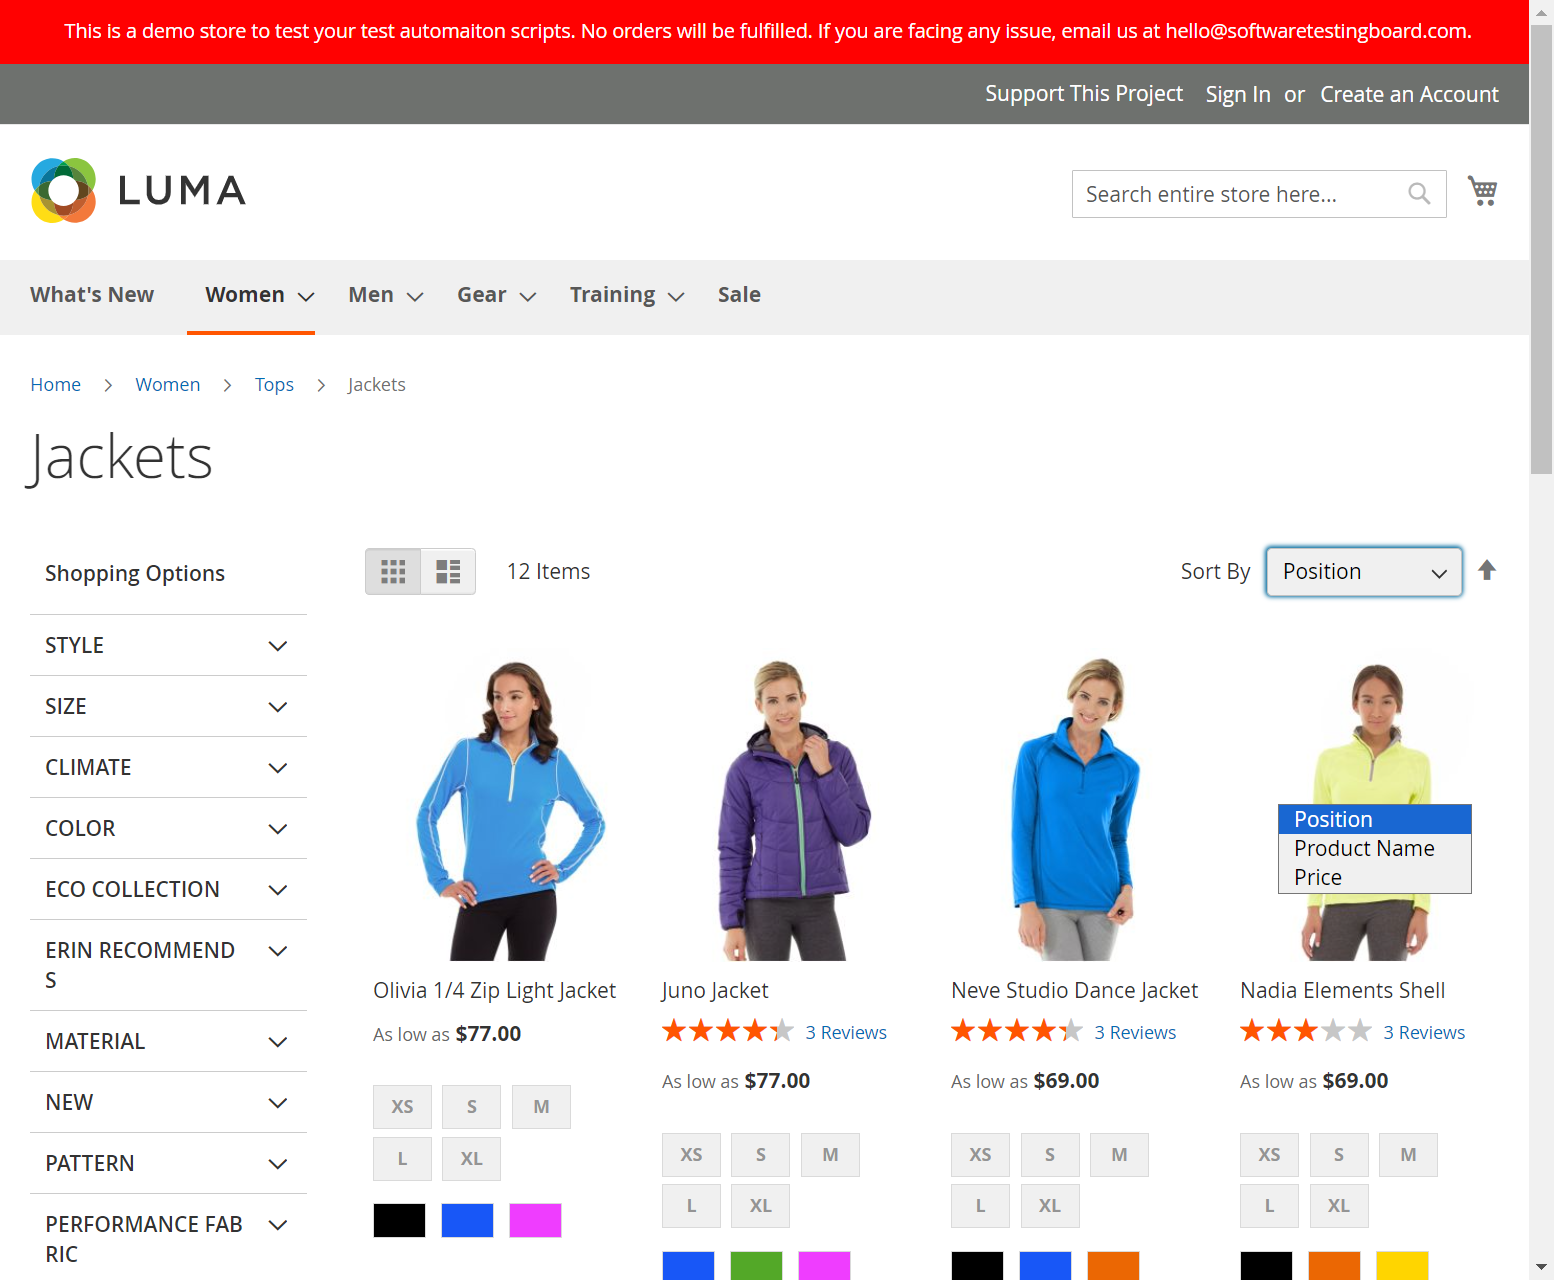 This is a demo store to test your test automaiton scripts. No orders will be fulfilled. If you are facing any issue, email us at hello@softwaretestingboard.com.
Support This Project Sign In or Create an Account
LUMA
Search entire store here...
What's New Women Men Gear Training Sale
Home Women Tops Jackets
Jackets
Shopping Options
12 Items
Sort By Position
STYLE
SIZE
CLIMATE
COLOR
ECO COLLECTION
ERIN RECOMMEND
S
MATERIAL
NEW
PATTERN
PERFORMANCE FAB
RIC
Position
Product Name
Price
Olivia 1/4 Zip Light Jacket
As low as $77.00
XS S M
L XL
Juno Jacket
3 Reviews
As low as $77.00
XS S M
L XL
Neve Studio Dance Jacket
3 Reviews
As low as $69.00
XS S M
L XL
Nadia Elements Shell
3 Reviews
As low as $69.00
XS S M
L XL